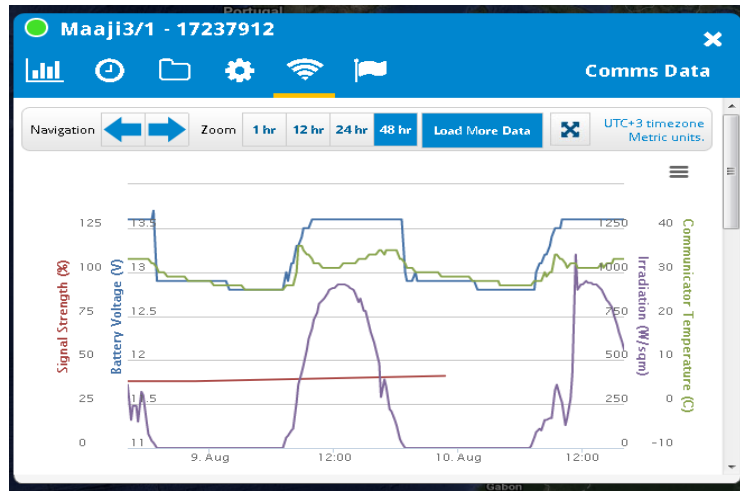 Portugal
Maaji3/1 - 17237912
Comms Data
Navigation
Zoom 1 hr 12 hr 24 hr 48 hr Load More Data
UTC+3 timezone
Metric units.
125 13.5 1250 40
100 13 1000 30
75 12.5 750 20
50 12 500 10
25 11.5 250 0
0 11 0 -10
Signal Strength (%)
Battery Voltage (V)
Irradiation (W/sqm)
Communicator Temperature (C)
9. Aug 12:00 10. Aug 12:00
Gabon